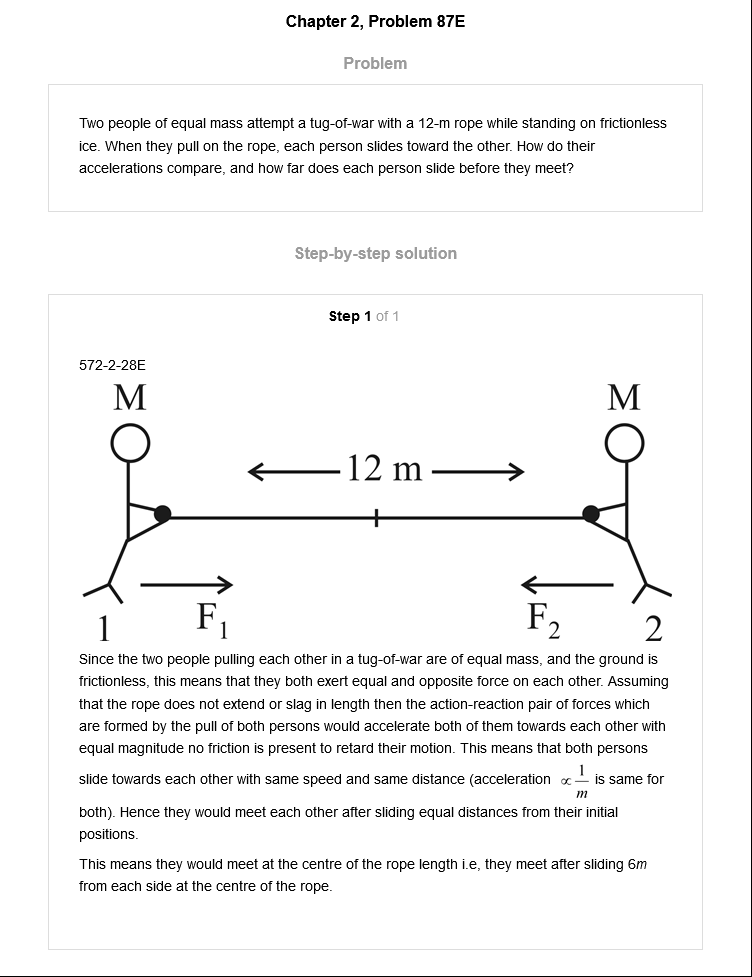 Chapter 2, Problem 87E
Problem
Two people of equal mass attempt a tug-of-war with a 12-m rope while standing on frictionless
ice. When they pull on the rope, each person slides toward the other. How do their
accelerations compare, and how far does each person slide before they meet?
Step-by-step solution
Step 1 of 1
572-2-28E
M M
12 m
F₁ F₂
1 2
Since the two people pulling each other in a tug-of-war are of equal mass, and the ground is
frictionless, this means that they both exert equal and opposite force on each other. Assuming
that the rope does not extend or slag in length then the action-reaction pair of forces which
are formed by the pull of both persons would accelerate both of them towards each other with
equal magnitude no friction is present to retard their motion. This means that both persons
slide towards each other with same speed and same distance (acceleration ∝ 1/m is same for
both). Hence they would meet each other after sliding equal distances from their initial
positions.
This means they would meet at the centre of the rope length i.e, they meet after sliding 6m
from each side at the centre of the rope.